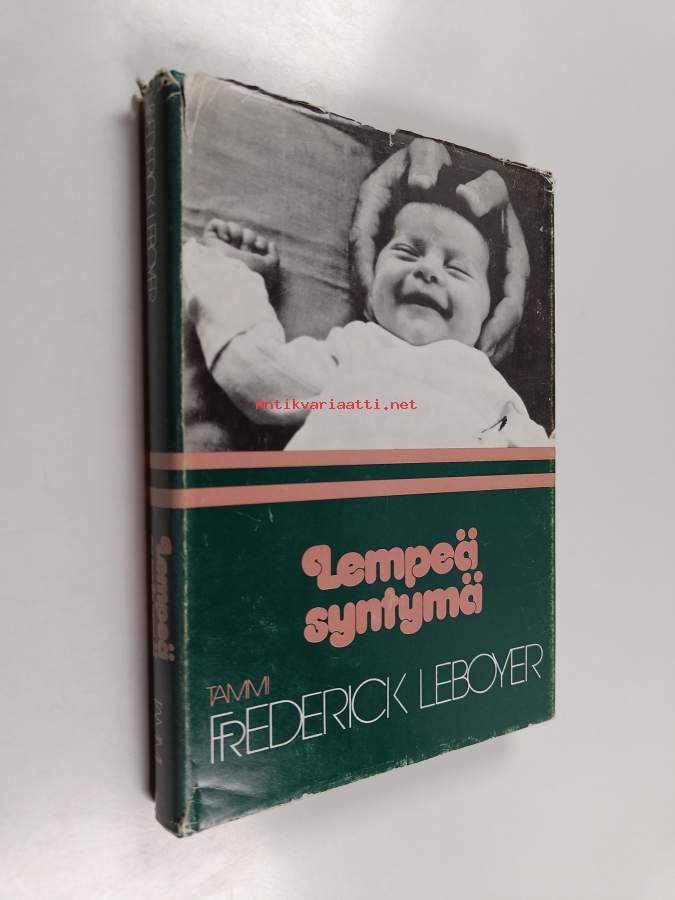 antikvariaatti.net
Lempeä
syntymä
TAMMI
FREDERICK LEBOYER
Lempeä